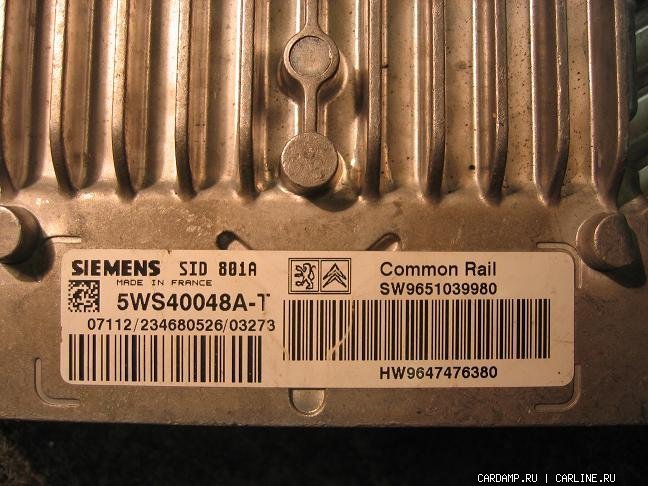 SIEMENS SID 801A
MADE IN FRANCE
5WS40048A-T
07112/234680526/03273
Common Rail
SW9651039980
HW9647476380
CARDAMP.RU | CARLINE.RU